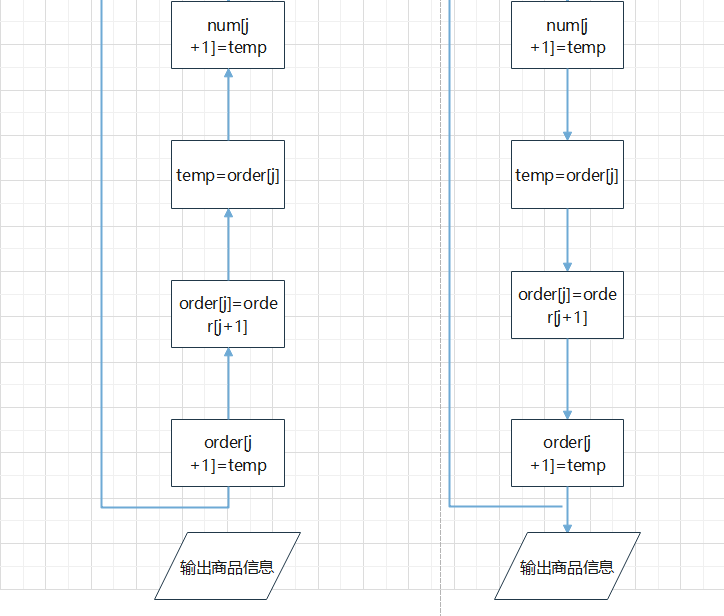 num[j
+1]=temp
temp=order[j]
order[j]=orde
r[j+1]
order[j
+1]=temp
输出商品信息
num[j
+1]=temp
temp=order[j]
order[j]=orde
r[j+1]
order[j
+1]=temp
输出商品信息